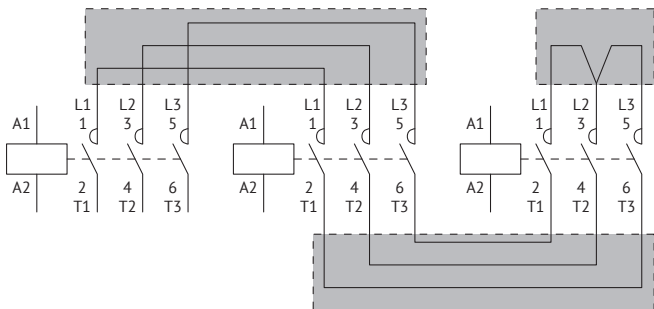 L1 L2 L3 L1 L2 L3 L1 L2 L3
A1 1 3 5 A1 1 3 5 A1 1 3 5
A2 2 4 6 A2 2 4 6 A2 2 4 6
T1 T2 T3 T1 T2 T3 T1 T2 T3